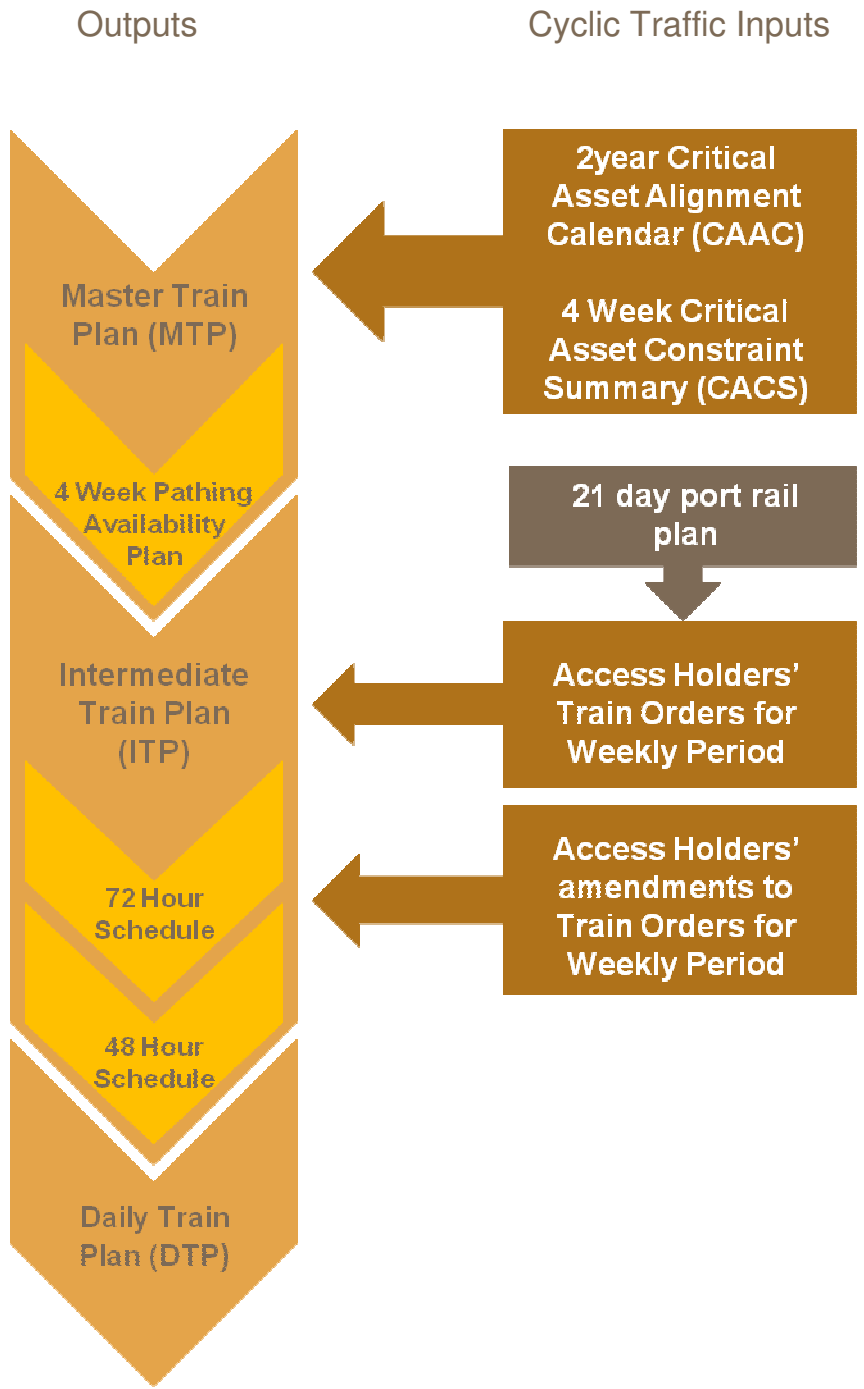 Outputs
Cyclic Traffic Inputs
2year Critical
Asset Alignment
Calendar (CAAC)
4 Week Critical
Asset Constraint
Summary (CACS)
Master Train
Plan (MTP)
4 Week Pathing
Availability
Plan
21 day port rail
plan
Intermediate
Train Plan
(ITP)
Access Holders’
Train Orders for
Weekly Period
72 Hour
Schedule
Access Holders’
amendments to
Train Orders for
Weekly Period
48 Hour
Schedule
Daily Train
Plan (DTP)